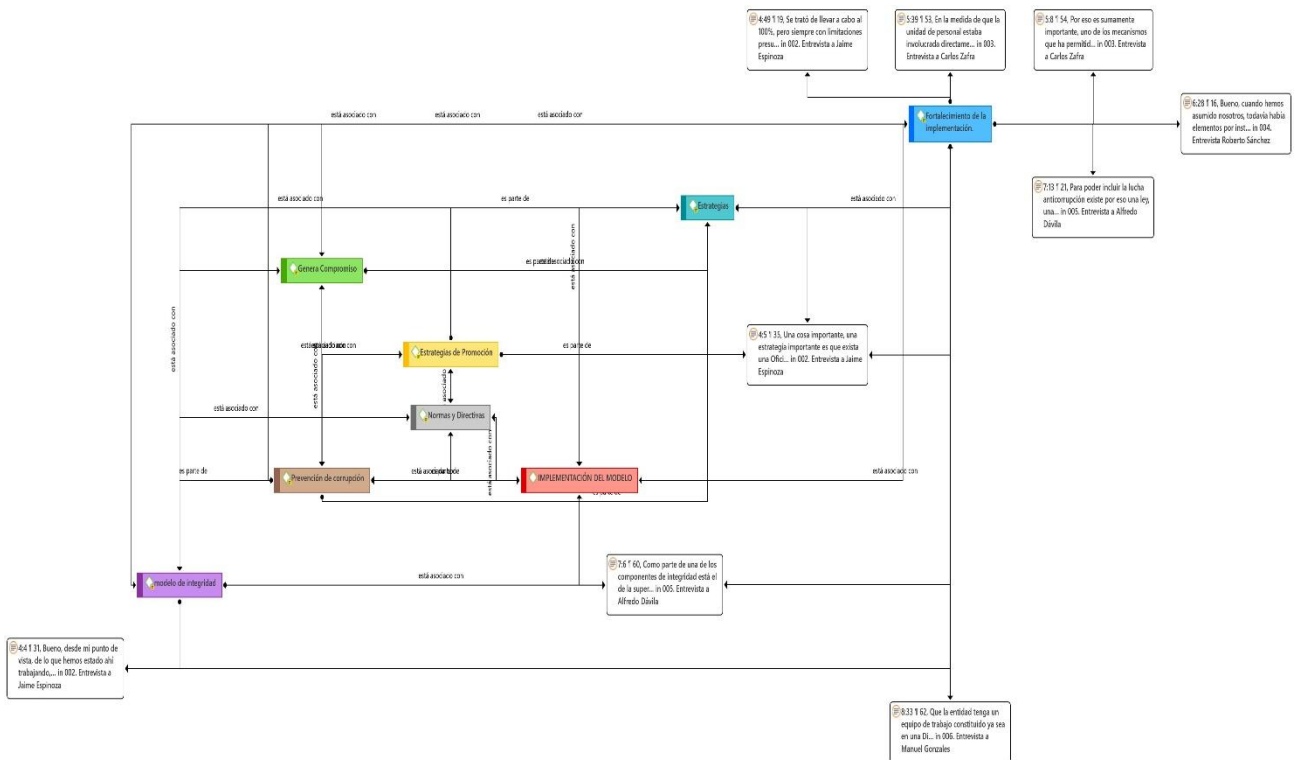 4:49 ¶ 19, Se trató de llevar a cabo al
100%, pero siempre con limitaciones
presu... in 002. Entrevista a Jaime
Espinoza
5:39 ¶ 53, En la medida de que la
unidad de personal estaba
involucrada directame... in
003. Entrevista a Carlos Zafra
5:8 ¶ 54, Por eso es sumamente
importante, uno de los mecanismos
que ha permitid... in 003. Entrevista
a Carlos Zafra
6:28 ¶ 16, Bueno, cuando hemos
asumido nosotros, todavía había
elementos por inst... in 004.
Entrevista Roberto Sánchez
está asociado con
está asociado con
está asociado con
Fortalecimiento de la
implementación.
7:13 ¶ 21, Para poder incluir la lucha
anticorrupción existe por eso una ley,
una... in 005. Entrevista a Alfredo
Dávila
está asociado con
es parte de
Estrategias
está asociado con
está asociado con
Genera Compromiso
está asociado con
está asociado con
4:5 ¶ 35, Una cosa importante, una
estrategia importante es que exista
una Ofici... in 002. Entrevista a Jaime
Espinoza
Estrategias de Promoción
es parte de
está asociado con
está asociado
está asociado con
Normas y Directivas
está asociado con
es parte de
Prevención de corrupción
IMPLEMENTACIÓN DEL MODELO
está asociado con
es parte de
modelo de integridad
está asociado con
7:6 ¶ 60, Como parte de una de los
componentes de integridad está el
de la super... in 005. Entrevista a
Alfredo Dávila
4:4 ¶ 31, Bueno, desde mi punto de
vista, de lo que hemos estado ahí
trabajando,... in 002. Entrevista a
Jaime Espinoza
8:33 ¶ 62, Que la entidad tenga un
equipo de trabajo constituido ya sea
en una Di... in 006. Entrevista a
Manuel Gonzales